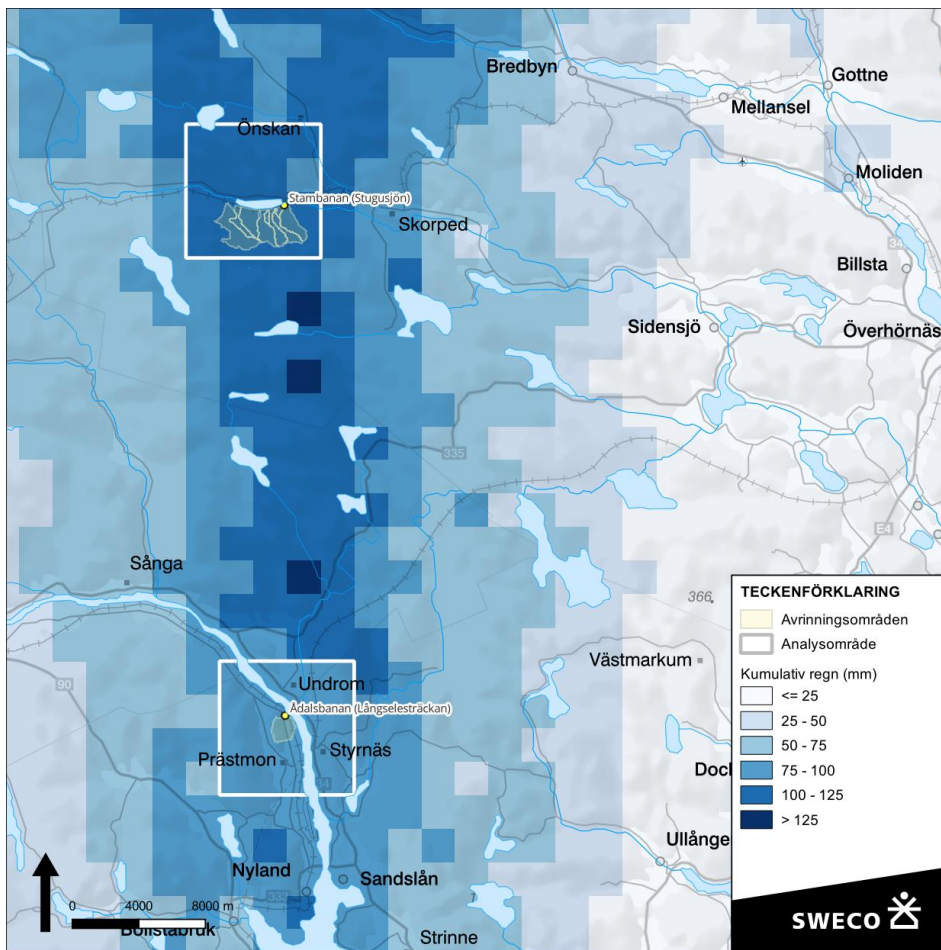 Bredbyn
Gottne
Mellansel
Önskan
Moliden
Stambanan (Stugusjön)
Skorped
Billsta
Sidensjö
Överhörnäs
335
E4
Sånga
366
Västmarkum
90
Undrom
Ådalsbanan (Långselesträckan)
Styrnäs
Prästmon
Dock
Ullånge
Nyland
Sandslån
333
0 4000 8000 m
Bollstabruk
Strinne
TECKENFÖRKLARING
Avrinningsområden
Analysområde
Kumulativ regn (mm)
<= 25
25 - 50
50 - 75
75 - 100
100 - 125
> 125
SWECO